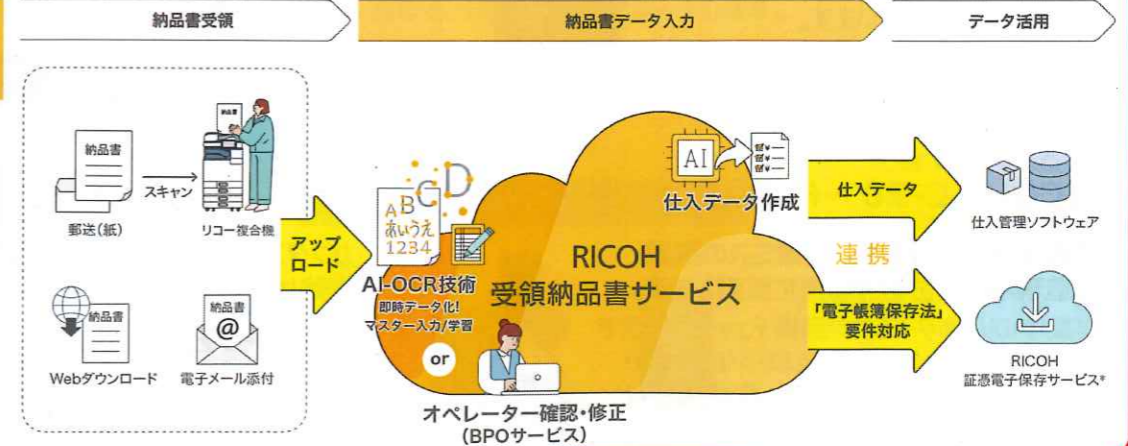 納品書受領
納品書データ入力
データ活用
納品書
スキャン
郵送(紙)
納品書
リコー複合機
納品書
Webダウンロード
納品書
@
電子メール添付
アップ
ロード
ABCD
ABC
あいうえ
1234
AI-OCR技術
即時データ化!
マスター入力/学習
or
オペレーター確認・修正
(BPOサービス)
RICOH
受領納品書サービス
AI
仕入データ作成
仕入データ
連携
「電子帳簿保存法」
要件対応
仕入管理ソフトウェア
RICOH
証憑電子保存サービス*